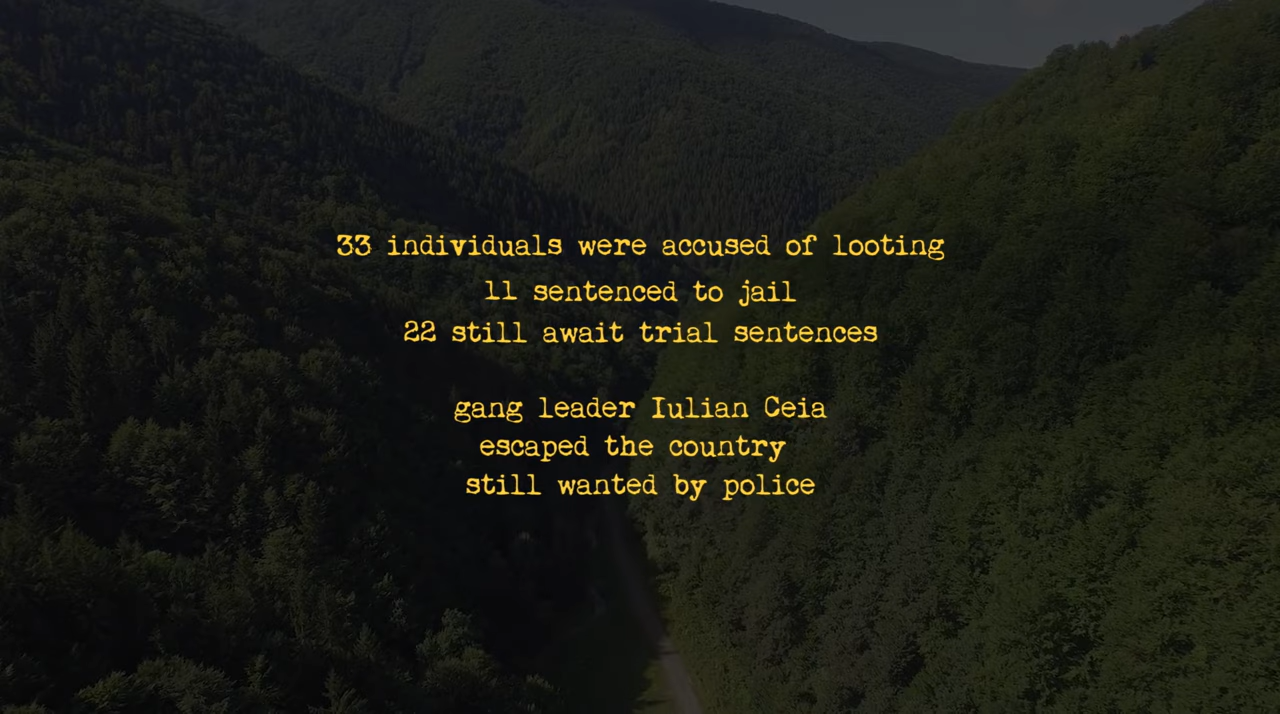 33 individuals were accused of looting
11 sentenced to jail
22 still await trial sentences
gang leader Iulian Ceia
escaped the country
still wanted by police